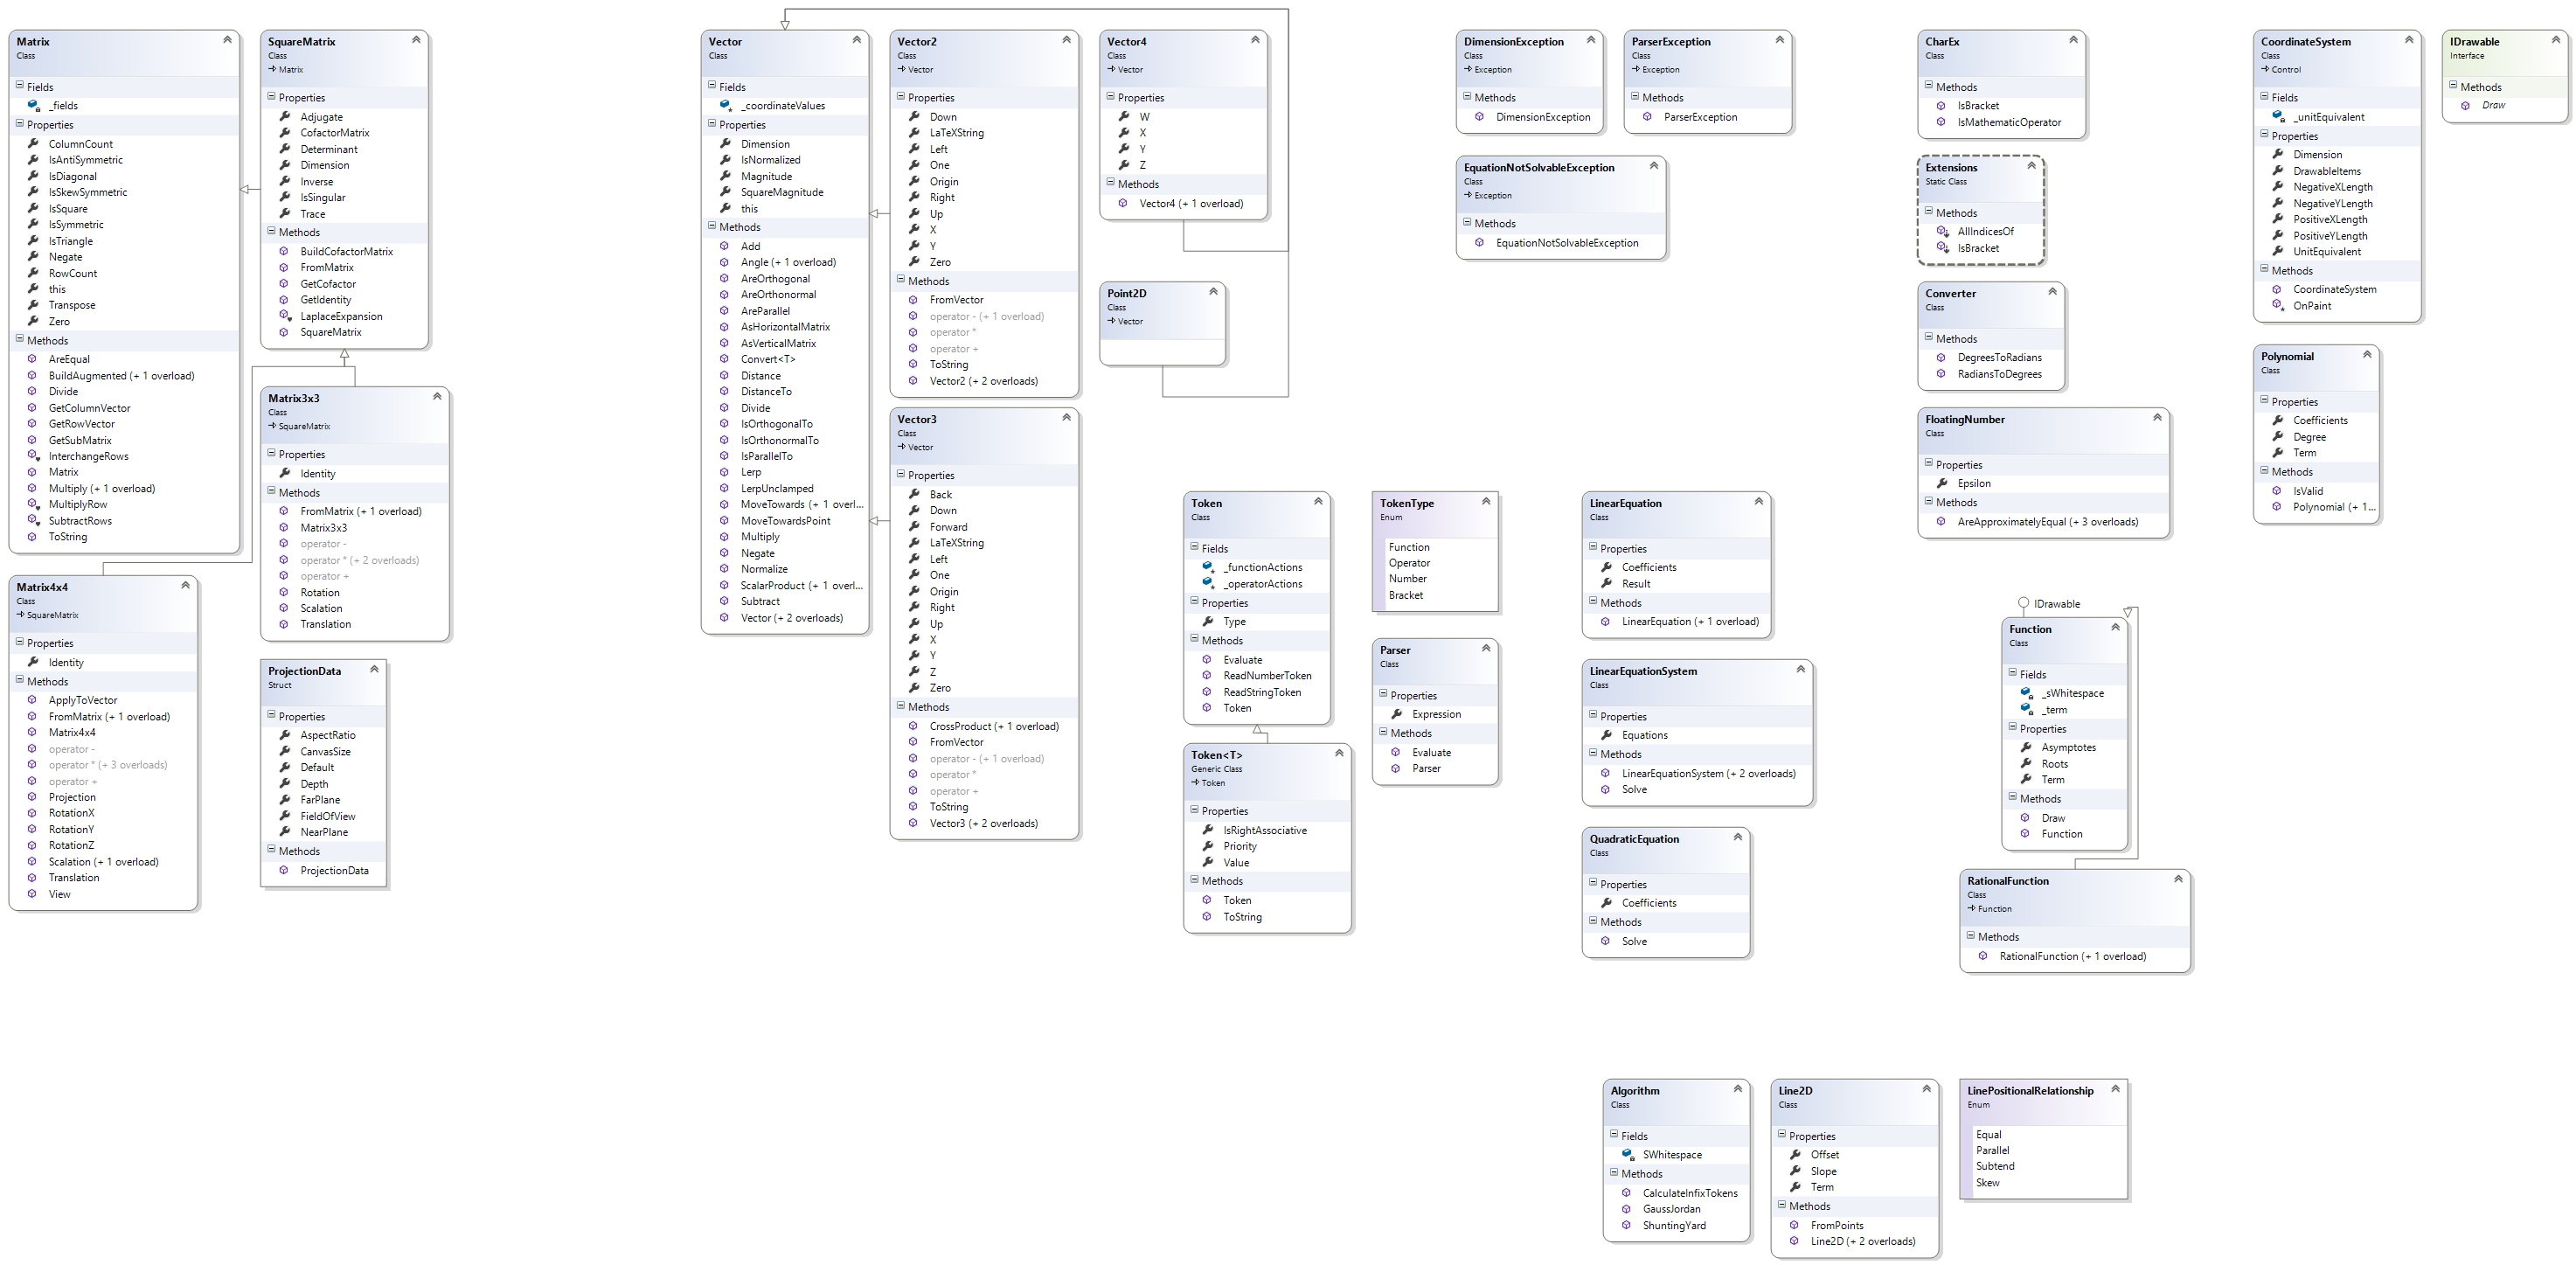 Matrix
Class
Fields
_fields
Properties
ColumnCount
IsAntiSymmetric
IsDiagonal
IsSkewSymmetric
IsSquare
IsSymmetric
IsTriangle
Negate
RowCount
this
Transpose
Zero
Methods
AreEqual
BuildAugmented (+ 1 overload)
Divide
GetColumnVector
GetRowVector
GetSubMatrix
InterchangeRows
Matrix
Multiply (+ 1 overload)
MultiplyRow
SubtractRows
ToString
Matrix4x4
Class
SquareMatrix
Properties
Identity
Methods
ApplyToVector
FromMatrix (+ 1 overload)
Matrix4x4
operator -
operator * (+ 3 overloads)
operator +
Projection
RotationX
RotationY
RotationZ
Scalation (+ 1 overload)
Translation
View
SquareMatrix
Class
Matrix
Properties
Adjugate
CofactorMatrix
Determinant
Dimension
Inverse
IsSingular
Trace
Methods
BuildCofactorMatrix
FromMatrix
GetCofactor
GetIdentity
LaplaceExpansion
SquareMatrix
Matrix3x3
Class
SquareMatrix
Properties
Identity
Methods
FromMatrix (+ 1 overload)
Matrix3x3
operator -
operator * (+ 2 overloads)
operator +
Rotation
Scalation
Translation
ProjectionData
Struct
Properties
AspectRatio
CanvasSize
Default
Depth
FarPlane
FieldOfView
NearPlane
Methods
ProjectionData
Vector
Class
Fields
_coordinateValues
Properties
Dimension
IsNormalized
Magnitude
SquareMagnitude
this
Methods
Add
Angle (+ 1 overload)
AreOrthogonal
AreOrthonormal
AreParallel
AsHorizontalMatrix
AsVerticalMatrix
Convert<T>
Distance
DistanceTo
Divide
IsOrthogonalTo
IsOrthonormalTo
IsParallelTo
Lerp
LerpUnclamped
MoveTowards (+ 1 overl...
MoveTowardsPoint
Multiply
Negate
Normalize
ScalarProduct (+ 1 overl...
Subtract
Vector (+ 2 overloads)
Vector2
Class
Vector
Properties
Down
LaTeXString
Left
One
Origin
Right
Up
X
Y
Zero
Methods
FromVector
operator - (+ 1 overload)
operator *
operator +
ToString
Vector2 (+ 2 overloads)
Vector3
Class
Vector
Properties
Back
Down
Forward
LaTeXString
Left
One
Origin
Right
Up
X
Y
Z
Zero
Methods
CrossProduct (+ 1 overload)
FromVector
operator - (+ 1 overload)
operator *
operator +
ToString
Vector3 (+ 2 overloads)
Vector4
Class
Vector
Properties
W
X
Y
Z
Methods
Vector4 (+ 1 overload)
Point2D
Class
Vector
Token
Class
Fields
_functionActions
_operatorActions
Properties
Type
Methods
Evaluate
ReadNumberToken
ReadStringToken
Token
Token<T>
Generic Class
Token
Properties
IsRightAssociative
Priority
Value
Methods
Token
ToString
TokenType
Enum
Function
Operator
Number
Bracket
Parser
Class
Properties
Expression
Methods
Evaluate
Parser
DimensionException
Class
Exception
Methods
DimensionException
ParserException
Class
Exception
Methods
ParserException
EquationNotSolvableException
Class
Exception
Methods
EquationNotSolvableException
LinearEquation
Class
Properties
Coefficients
Result
Methods
LinearEquation (+ 1 overload)
LinearEquationSystem
Class
Properties
Equations
Methods
LinearEquationSystem (+ 2 overloads)
Solve
QuadraticEquation
Class
Properties
Coefficients
Methods
Solve
CharEx
Class
Methods
IsBracket
IsMathematicOperator
Extensions
Static Class
Methods
AllIndicesOf
IsBracket
Converter
Class
Methods
DegreesToRadians
RadiansToDegrees
FloatingNumber
Class
Properties
Epsilon
Methods
AreApproximatelyEqual (+ 3 overloads)
IDrawable
Function
Class
Fields
_sWhitespace
_term
Properties
Asymptotes
Roots
Term
Methods
Draw
Function
RationalFunction
Class
Function
Methods
RationalFunction (+ 1 overload)
CoordinateSystem
Class
Control
Fields
_unitEquivalent
Properties
Dimension
DrawableItems
NegativeXLength
NegativeYLength
PositiveXLength
PositiveYLength
UnitEquivalent
Methods
CoordinateSystem
OnPaint
IDrawable
Interface
Methods
Draw
Polynomial
Class
Properties
Coefficients
Degree
Term
Methods
IsValid
Polynomial (+ 1...
Algorithm
Class
Fields
SWhitespace
Methods
CalculateInfixTokens
GaussJordan
ShuntingYard
Line2D
Class
Properties
Offset
Slope
Term
Methods
FromPoints
Line2D (+ 2 overloads)
LinePositionalRelationship
Enum
Equal
Parallel
Subtend
Skew